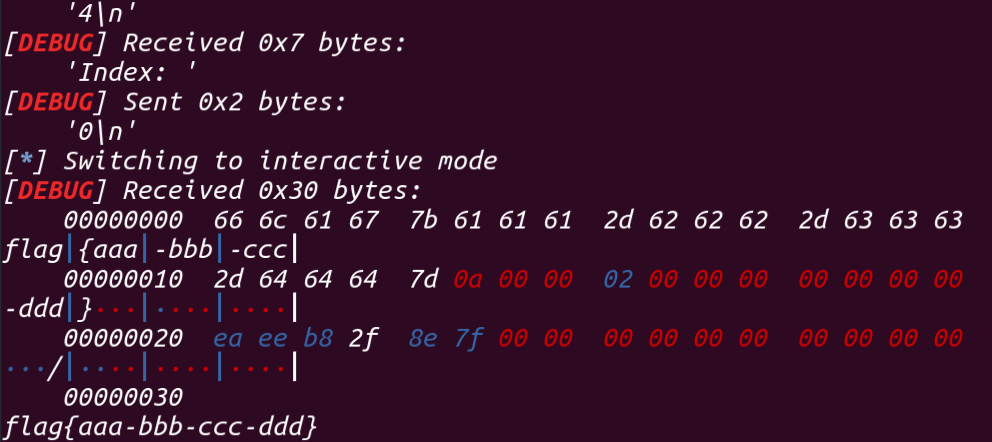 '4\n'
[DEBUG] Received 0x7 bytes:
'Index: '
[DEBUG] Sent 0x2 bytes:
'0\n'
[*] Switching to interactive mode
[DEBUG] Received 0x30 bytes:
00000000  66 6c 61 67  7b 61 61 61  2d 62 62 62  2d 63 63 63
flag|{aaa|-bbb|-ccc|
00000010  2d 64 64 64  7d 0a 00 00  02 00 00 00  00 00 00 00
-ddd|}···|····|····|
00000020  ea ee b8 2f  8e 7f 00 00  00 00 00 00  00 00 00 00
···/|····|····|····|
00000030
flag{aaa-bbb-ccc-ddd}